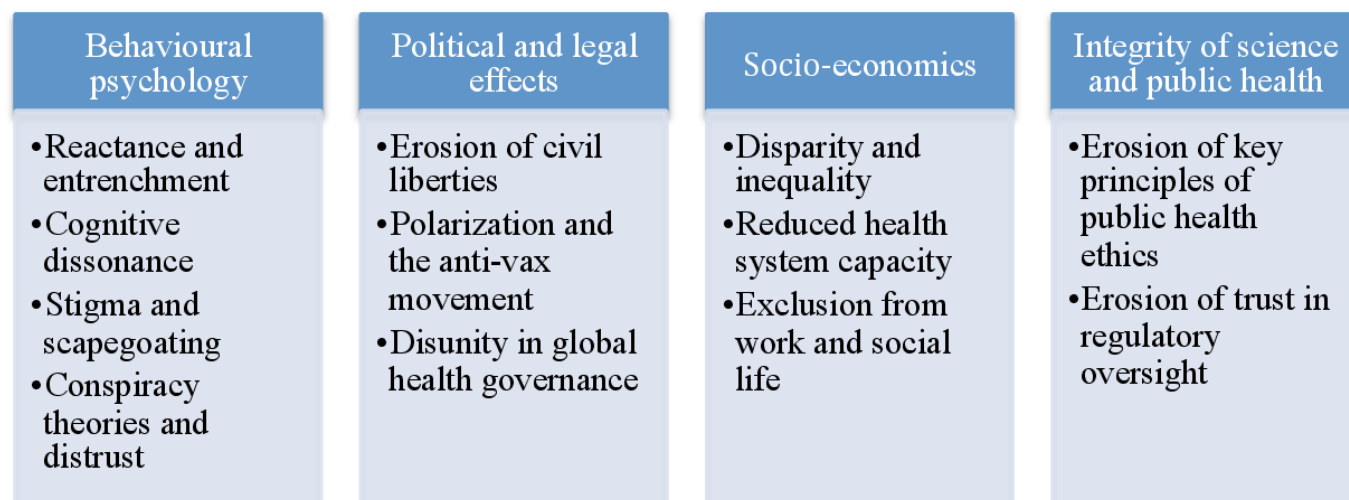 Behavioural
psychology
•Reactance and
entrenchment
•Cognitive
dissonance
•Stigma and
scapegoating
•Conspiracy
theories and
distrust
Political and legal
effects
•Erosion of civil
liberties
•Polarization and
the anti-vax
movement
•Disunity in global
health governance
Socio-economics
•Disparity and
inequality
•Reduced health
system capacity
•Exclusion from
work and social
life
Integrity of science
and public health
•Erosion of key
principles of
public health
ethics
•Erosion of trust in
regulatory
oversight